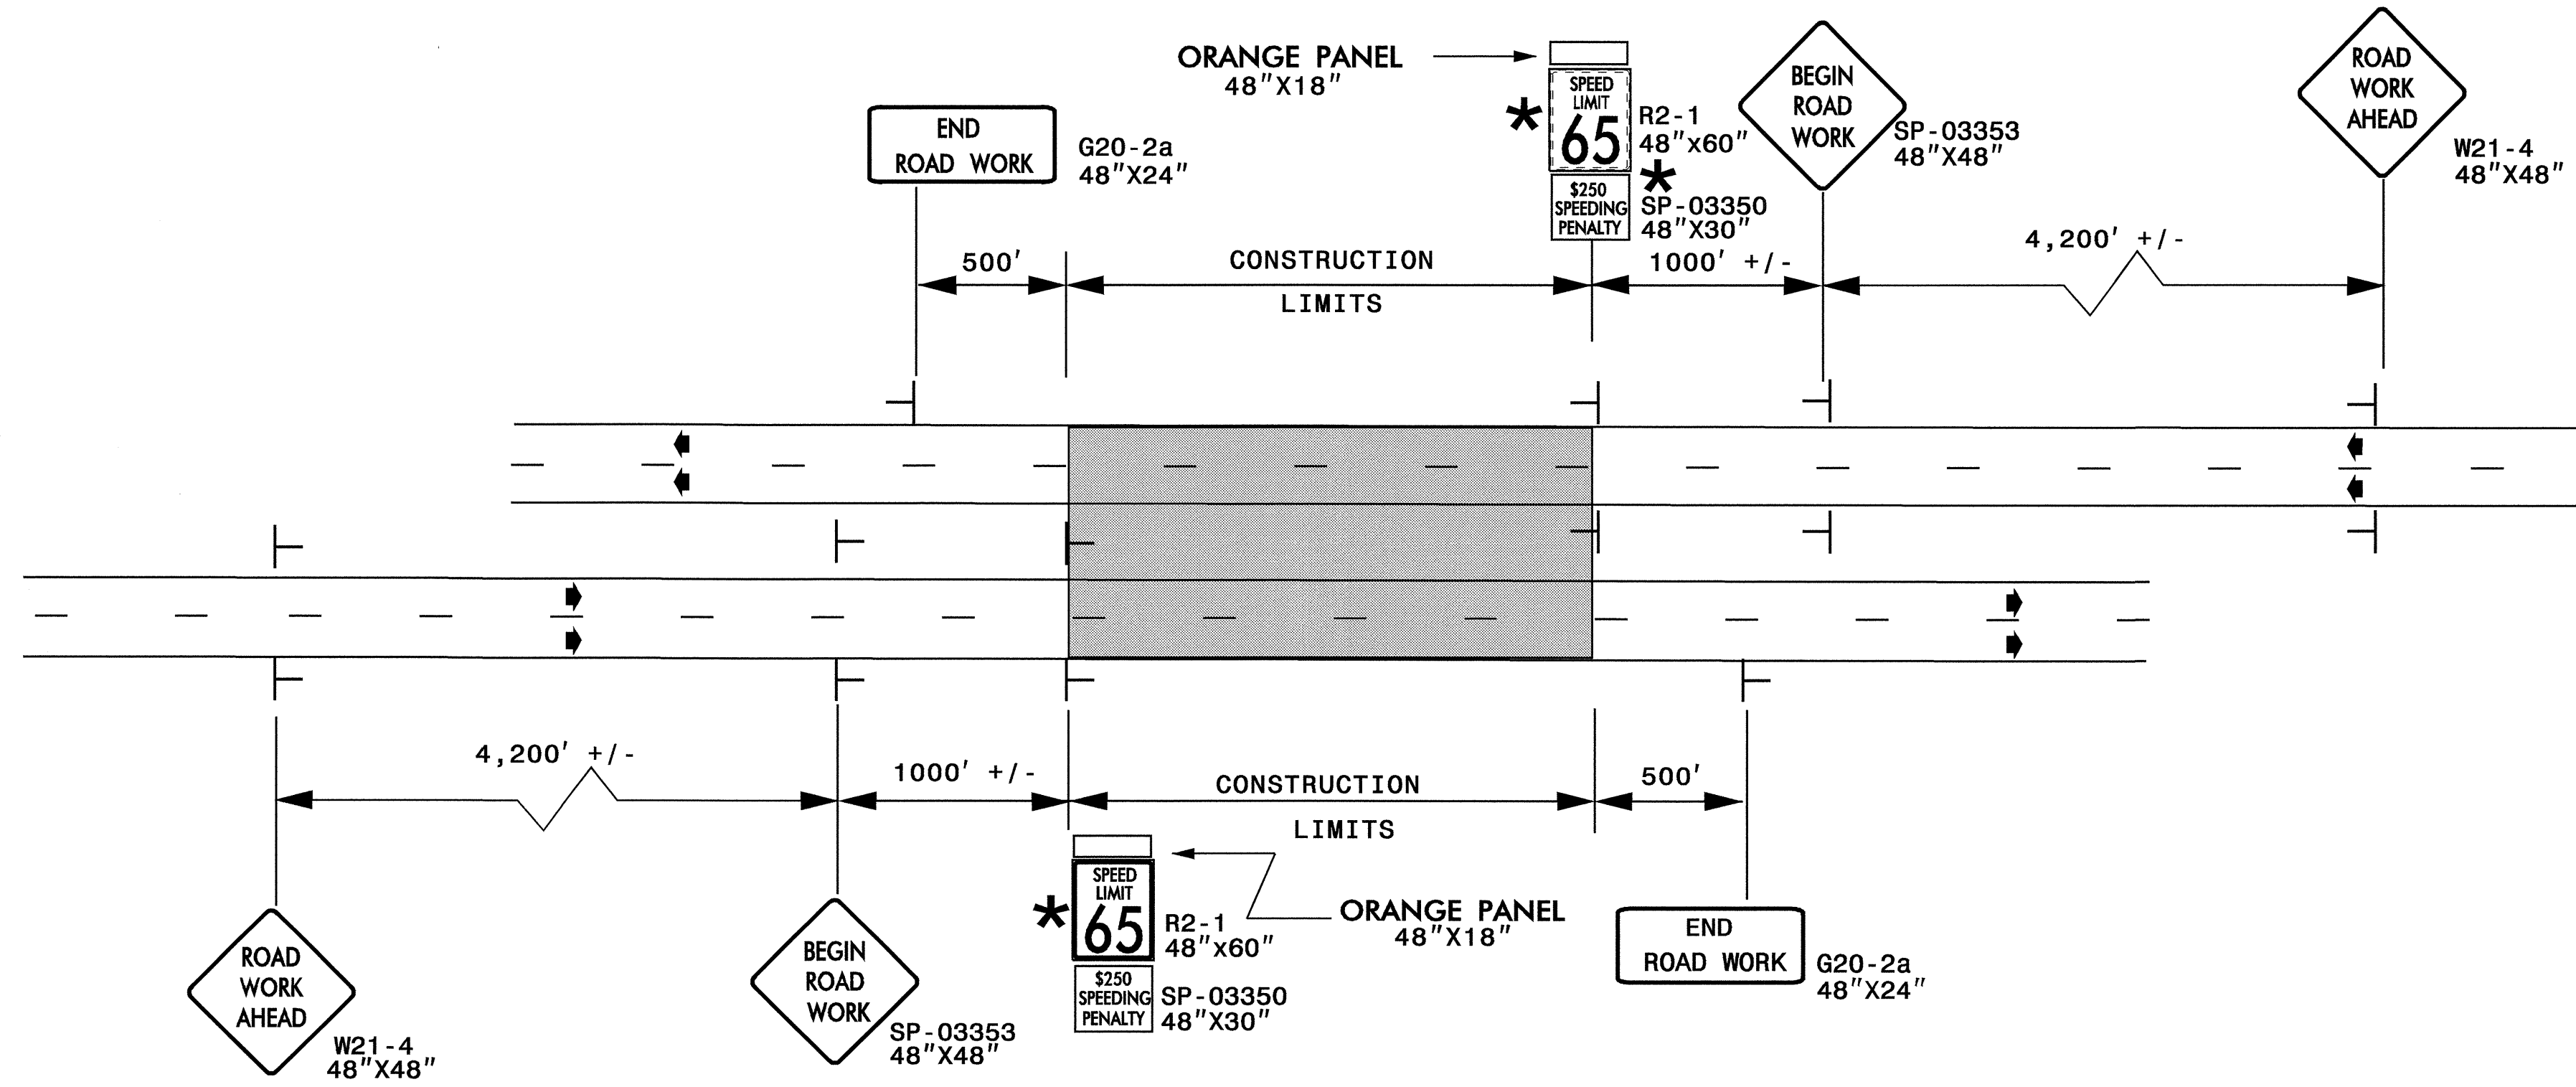 ORANGE PANEL
48"X18"
SPEED
LIMIT
65
*
R2-1
48"x60"
*
$250
SPEEDING
PENALTY
SP-03350
48"X30"
BEGIN
ROAD
WORK
SP-03353
48"X48"
ROAD
WORK
AHEAD
W21-4
48"X48"
END
ROAD WORK
G20-2a
48"X24"
500'
CONSTRUCTION
LIMITS
1000' +/-
4,200' +/-
4,200' +/-
1000' +/-
CONSTRUCTION
LIMITS
500'
ROAD
WORK
AHEAD
W21-4
48"X48"
BEGIN
ROAD
WORK
SP-03353
48"X48"
*
SPEED
LIMIT
65
R2-1
48"x60"
$250
SPEEDING
PENALTY
SP-03350
48"X30"
ORANGE PANEL
48"X18"
END
ROAD WORK
G20-2a
48"X24"